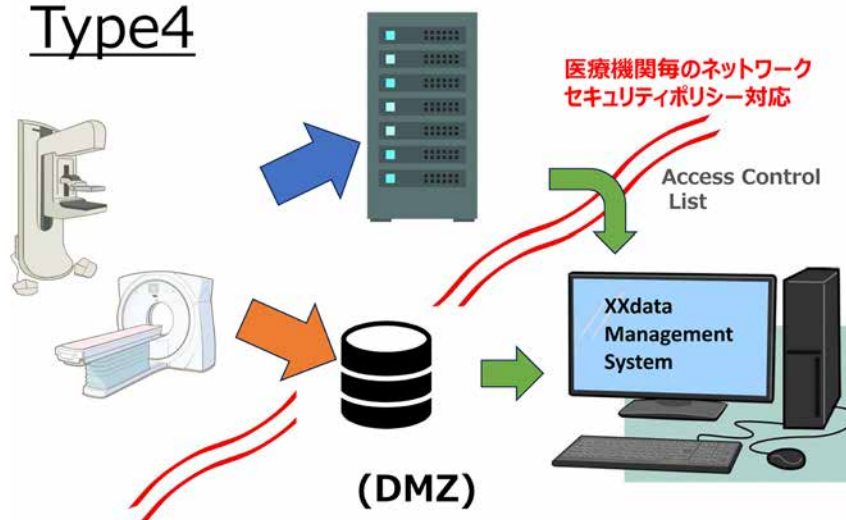 Type4
医療機関毎のネットワーク
セキュリティポリシー対応
Access Control
List
XXdata
Management
System
(DMZ)